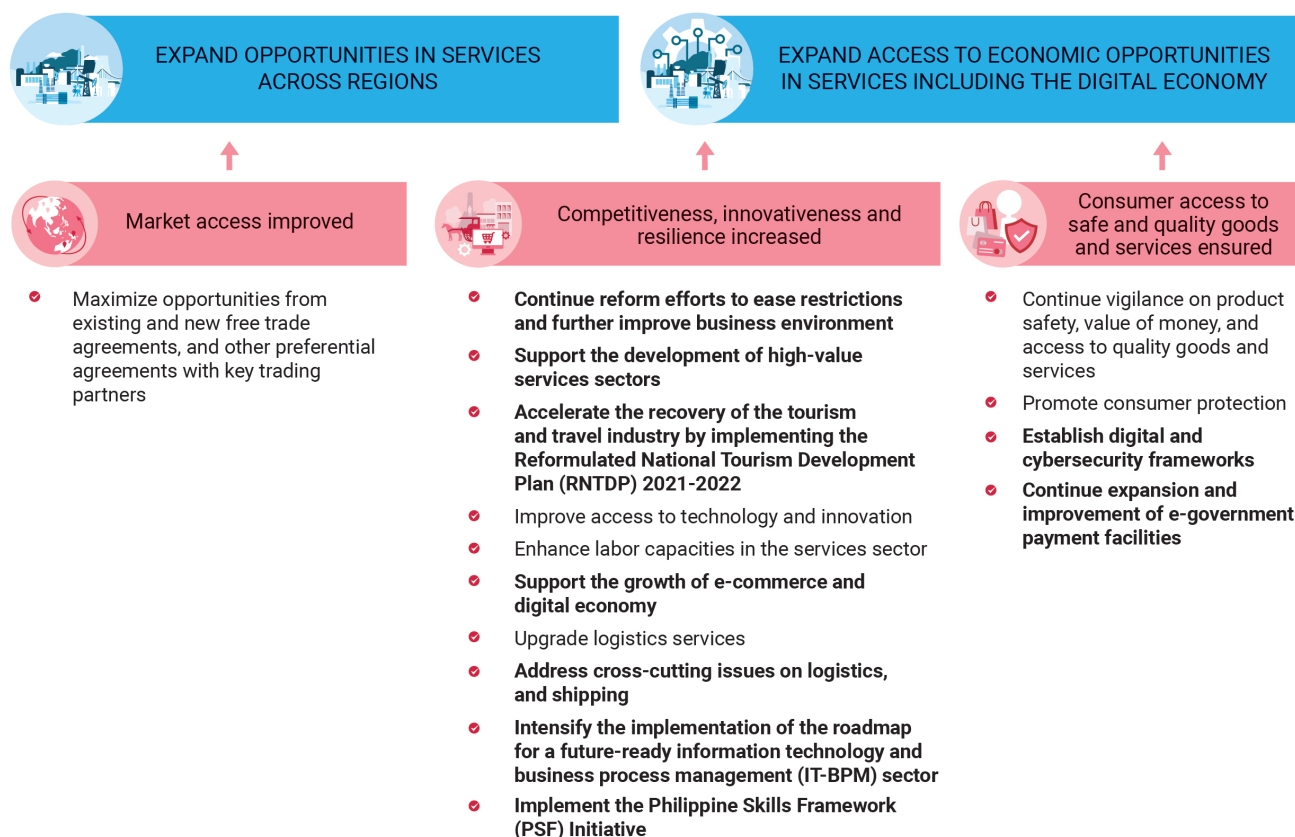 EXPAND OPPORTUNITIES IN SERVICES
ACROSS REGIONS
EXPAND ACCESS TO ECONOMIC OPPORTUNITIES
IN SERVICES INCLUDING THE DIGITAL ECONOMY
Market access improved
Maximize opportunities from
existing and new free trade
agreements, and other preferential
agreements with key trading
partners
Competitiveness, innovativeness and
resilience increased
Continue reform efforts to ease restrictions
and further improve business environment
Support the development of high-value
services sectors
Accelerate the recovery of the tourism
and travel industry by implementing the
Reformulated National Tourism Development
Plan (RNTDP) 2021-2022
Improve access to technology and innovation
Enhance labor capacities in the services sector
Support the growth of e-commerce and
digital economy
Upgrade logistics services
Address cross-cutting issues on logistics,
and shipping
Intensify the implementation of the roadmap
for a future-ready information technology and
business process management (IT-BPM) sector
Implement the Philippine Skills Framework
(PSF) Initiative
Consumer access to
safe and quality goods
and services ensured
Continue vigilance on product
safety, value of money, and
access to quality goods and
services
Promote consumer protection
Establish digital and
cybersecurity frameworks
Continue expansion and
improvement of e-government
payment facilities